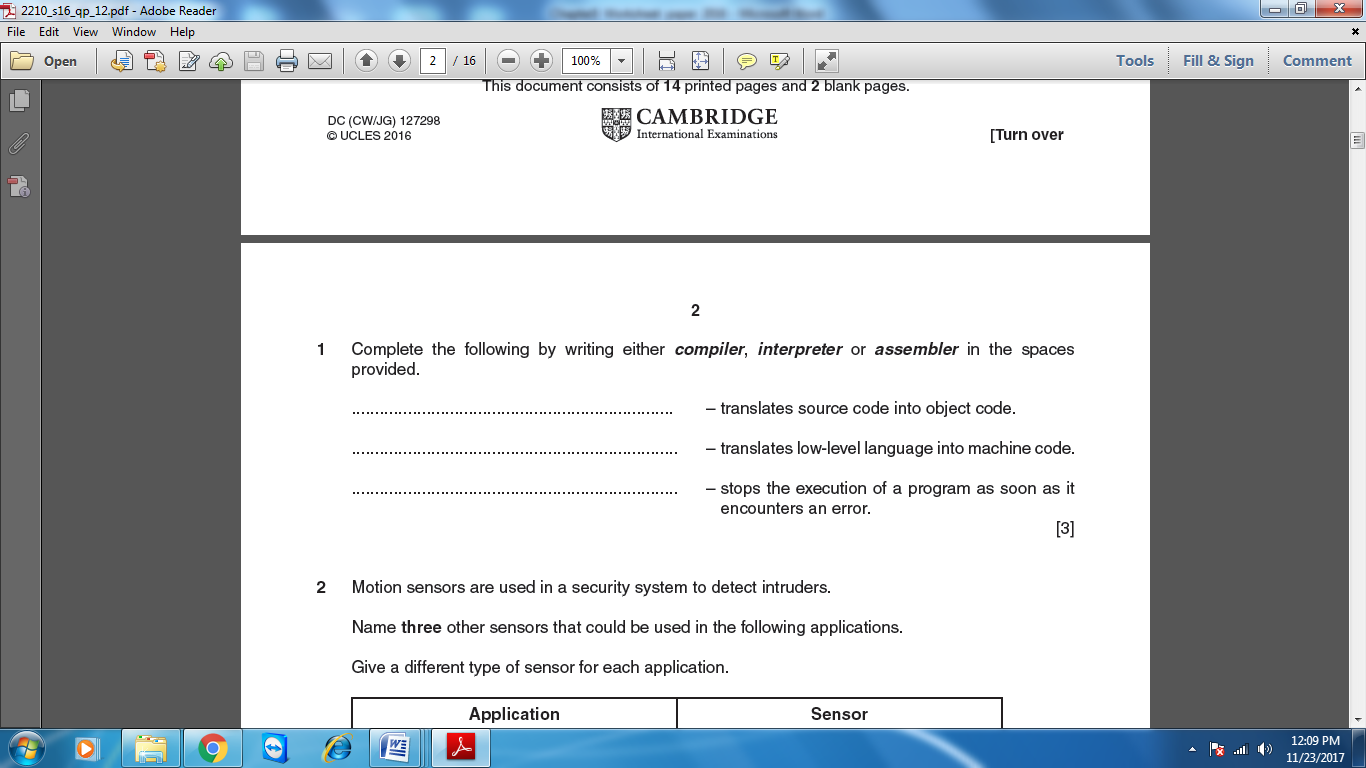 2210_s16_qp_12.pdf - Adobe Reader
File Edit View Window Help
Open 2 / 16 100% Tools Fill & Sign Comment
This document consists of 14 printed pages and 2 blank pages.
DC (CW/JG) 127298
© UCLES 2016
CAMBRIDGE
International Examinations
[Turn over
2
1 Complete the following by writing either compiler, interpreter or assembler in the spaces
provided.
..................................................................... – translates source code into object code.
...................................................................... – translates low-level language into machine code.
...................................................................... – stops the execution of a program as soon as it
encounters an error.
[3]
2 Motion sensors are used in a security system to detect intruders.
Name three other sensors that could be used in the following applications.
Give a different type of sensor for each application.
Application Sensor
12:09 PM
11/23/2017